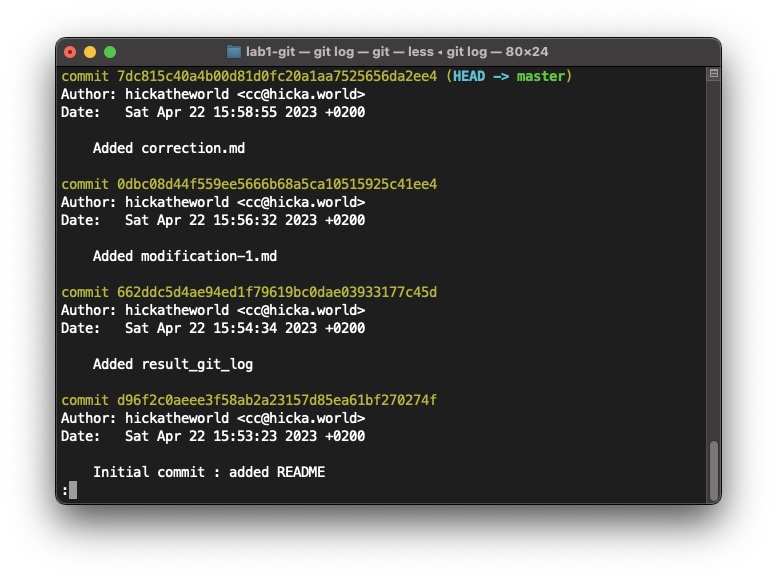 lab1-git — git log — git — less ◂ git log — 80×24
commit 7dc815c40a4b00d81d0fc20a1aa7525656da2ee4 (HEAD -> master)
Author: hickatheworld <cc@hicka.world>
Date:   Sat Apr 22 15:58:55 2023 +0200
    Added correction.md
commit 0dbc08d44f559ee5666b68a5ca10515925c41ee4
Author: hickatheworld <cc@hicka.world>
Date:   Sat Apr 22 15:56:32 2023 +0200
    Added modification-1.md
commit 662ddc5d4ae94ed1f79619bc0dae03933177c45d
Author: hickatheworld <cc@hicka.world>
Date:   Sat Apr 22 15:54:34 2023 +0200
    Added result_git_log
commit d96f2c0aeee3f58ab2a23157d85ea61bf270274f
Author: hickatheworld <cc@hicka.world>
Date:   Sat Apr 22 15:53:23 2023 +0200
    Initial commit : added README
: